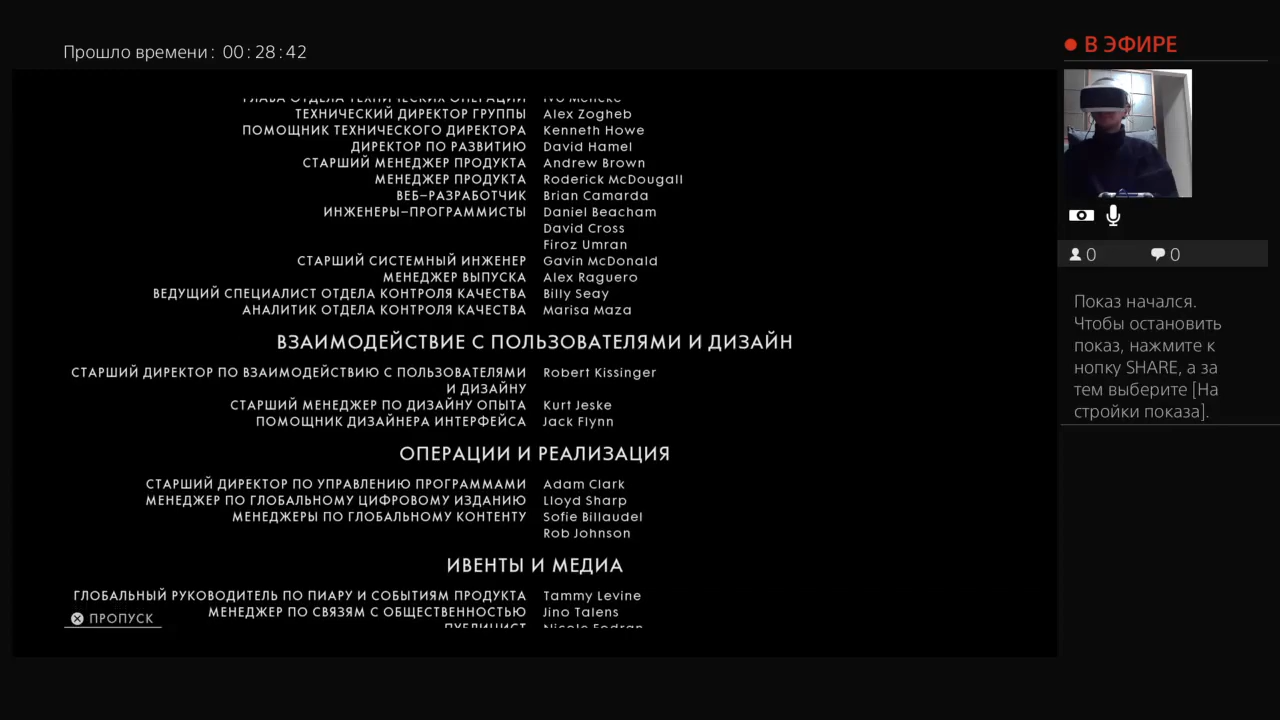 Прошло времени: 00:28:42
В ЭФИРЕ
ГЛАВА ОТДЕЛА ТЕХНИЧЕСКИХ ОПЕРАЦИЙ
ТЕХНИЧЕСКИЙ ДИРЕКТОР ГРУППЫ Alex Zogheb
ПОМОЩНИК ТЕХНИЧЕСКОГО ДИРЕКТОРА Kenneth Howe
ДИРЕКТОР ПО РАЗВИТИЮ David Hamel
СТАРШИЙ МЕНЕДЖЕР ПРОДУКТА Andrew Brown
МЕНЕДЖЕР ПРОДУКТА Roderick McDougall
ВЕБ-РАЗРАБОТЧИК Brian Camarda
ИНЖЕНЕРЫ-ПРОГРАММИСТЫ Daniel Beacham
David Cross
Firoz Umran
СТАРШИЙ СИСТЕМНЫЙ ИНЖЕНЕР Gavin McDonald
МЕНЕДЖЕР ВЫПУСКА Alex Raguero
ВЕДУЩИЙ СПЕЦИАЛИСТ ОТДЕЛА КОНТРОЛЯ КАЧЕСТВА Billy Seay
АНАЛИТИК ОТДЕЛА КОНТРОЛЯ КАЧЕСТВА Marisa Maza
ВЗАИМОДЕЙСТВИЕ С ПОЛЬЗОВАТЕЛЯМИ И ДИЗАЙН
СТАРШИЙ ДИРЕКТОР ПО ВЗАИМОДЕЙСТВИЮ С ПОЛЬЗОВАТЕЛЯМИ Robert Kissinger
И ДИЗАЙНУ
СТАРШИЙ МЕНЕДЖЕР ПО ДИЗАЙНУ ОПЫТА Kurt Jeske
ПОМОЩНИК ДИЗАЙНЕРА ИНТЕРФЕЙСА Jack Flynn
ОПЕРАЦИИ И РЕАЛИЗАЦИЯ
СТАРШИЙ ДИРЕКТОР ПО УПРАВЛЕНИЮ ПРОГРАММАМИ Adam Clark
МЕНЕДЖЕР ПО ГЛОБАЛЬНОМУ ЦИФРОВОМУ ИЗДАНИЮ Lloyd Sharp
МЕНЕДЖЕРЫ ПО ГЛОБАЛЬНОМУ КОНТЕНТУ Sofie Billaudel
Rob Johnson
ИВЕНТЫ И МЕДИА
ГЛОБАЛЬНЫЙ РУКОВОДИТЕЛЬ ПО ПИАРУ И СОБЫТИЯМ ПРОДУКТА Tammy Levine
МЕНЕДЖЕР ПО СВЯЗЯМ С ОБЩЕСТВЕННОСТЬЮ Jino Talens
ПУБЛИЦИСТ Nicole
ПРОПУСК
0 0
Показ начался.
Чтобы остановить
показ, нажмите к
нопку SHARE, а за
тем выберите [На
стройки показа].